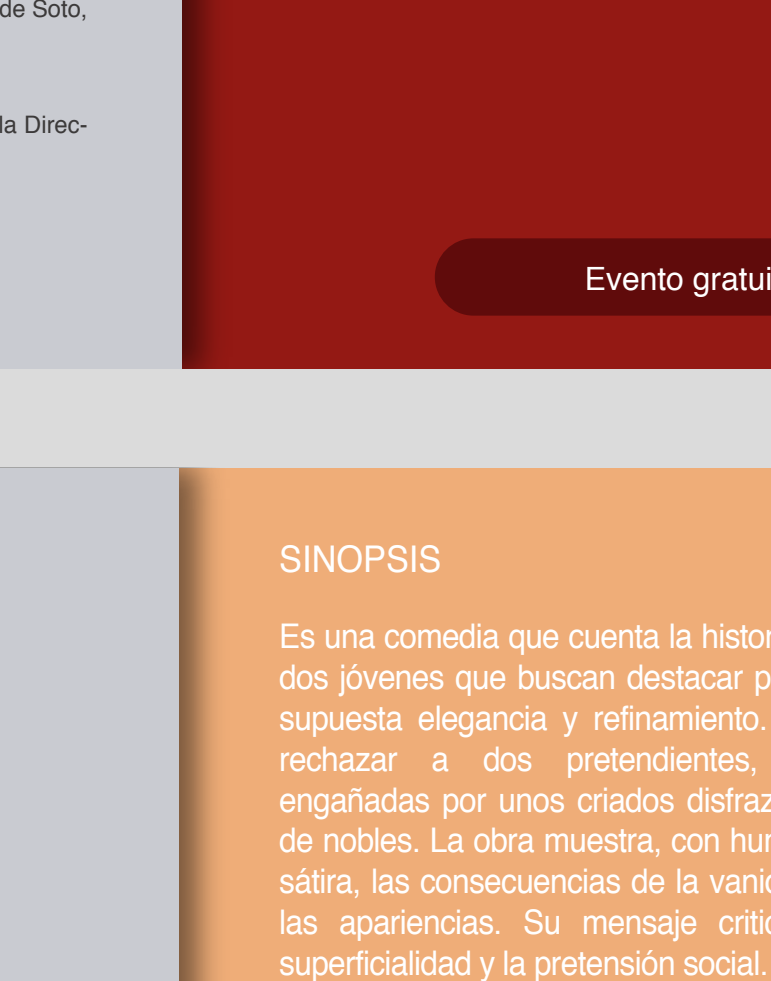 de Soto,
la Direc-
Evento gratui
SINOPSIS
Es una comedia que cuenta la histor
dos jóvenes que buscan destacar p
supuesta elegancia y refinamiento.
rechazar a dos pretendientes,
engañadas por unos criados disfraz
de nobles. La obra muestra, con hu
sátira, las consecuencias de la vanid
las apariencias. Su mensaje critic
superficialidad y la pretensión social.